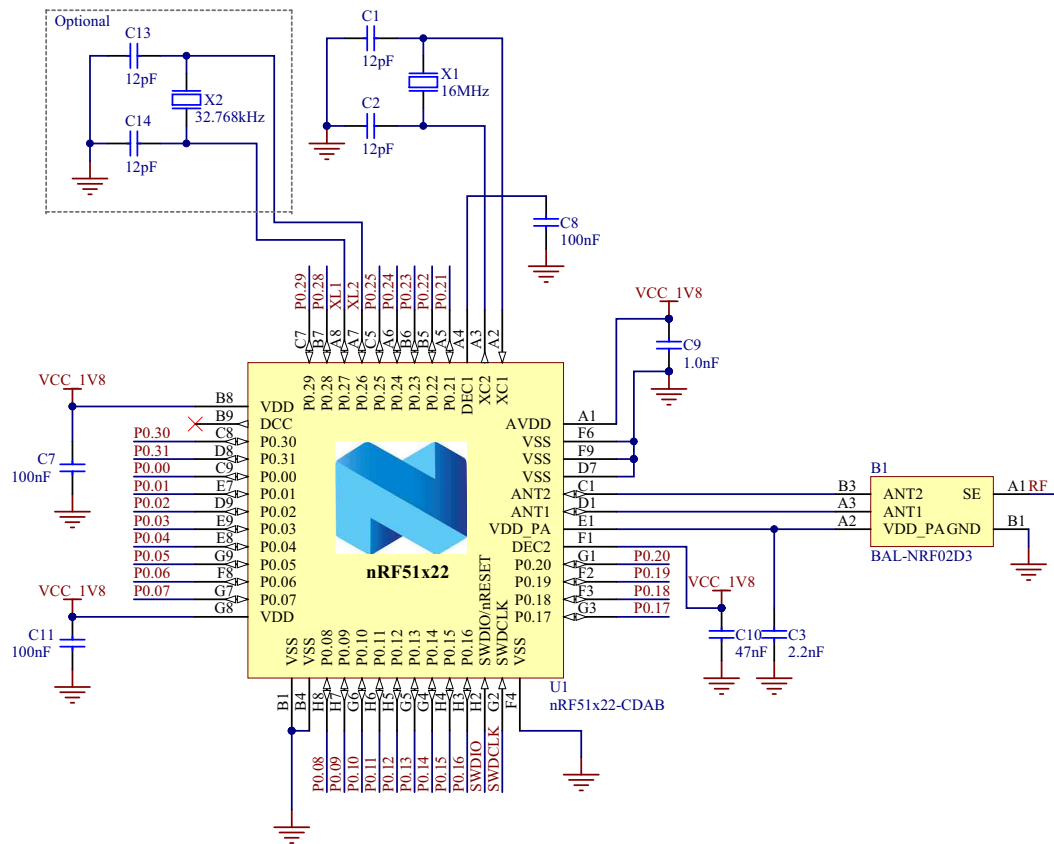 Optional
C13
12pF
X2
32.768kHz
C14
12pF
C1
12pF
X1
16MHz
C2
12pF
C8
100nF
P0.29
P0.28
XL1
XL2
P0.25
P0.24
P0.23
P0.22
P0.21
C7
B7
A8
A7
C5
A6
B6
B5
A5
A4
A3
A2
P0.29
P0.28
P0.27
P0.26
P0.25
P0.24
P0.23
P0.22
P0.21
DEC1
XC2
XC1
VCC_1V8
C9
1.0nF
VCC_1V8
C7
100nF
B8 VDD
B9 DCC
P0.30 C8 P0.30
P0.31 D8 P0.31
P0.00 C9 P0.00
P0.01 E7 P0.01
P0.02 D9 P0.02
P0.03 E9 P0.03
P0.04 E8 P0.04
P0.05 G9 P0.05
P0.06 F8 P0.06
P0.07 G7 P0.07
G8 VDD
C11
100nF
nRF51x22
AVDD A1
VSS F6
VSS F9
VSS D7
ANT2 C1
ANT1 D1
VDD_PA E1
DEC2 F1
P0.20 G1 P0.20
P0.19 F2 P0.19
P0.18 F3 P0.18
P0.17 G3 P0.17
B1
B3 ANT2 SE A1 RF
A3 ANT1
A2 VDD_PAGND B1
BAL-NRF02D3
VCC_1V8
C10
47nF
C3
2.2nF
VSS
VSS
P0.08
P0.09
P0.10
P0.11
P0.12
P0.13
P0.14
P0.15
P0.16
SWDIO/nRESET
SWDCLK
VSS
U1
nRF51x22-CDAB
B1
B4
H8
H7
G6
H6
H5
G5
G4
H4
H3
H2
G2
F4
P0.08
P0.09
P0.10
P0.11
P0.12
P0.13
P0.14
P0.15
P0.16
SWDIO
SWDCLK